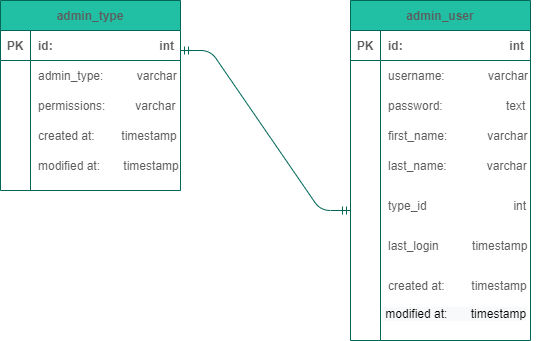 admin_type
PK id: int
admin_type: varchar
permissions: varchar
created at: timestamp
modified at: timestamp
admin_user
PK id: int
username: varchar
password: text
first_name: varchar
last_name: varchar
type_id int
last_login timestamp
created at: timestamp
modified at: timestamp